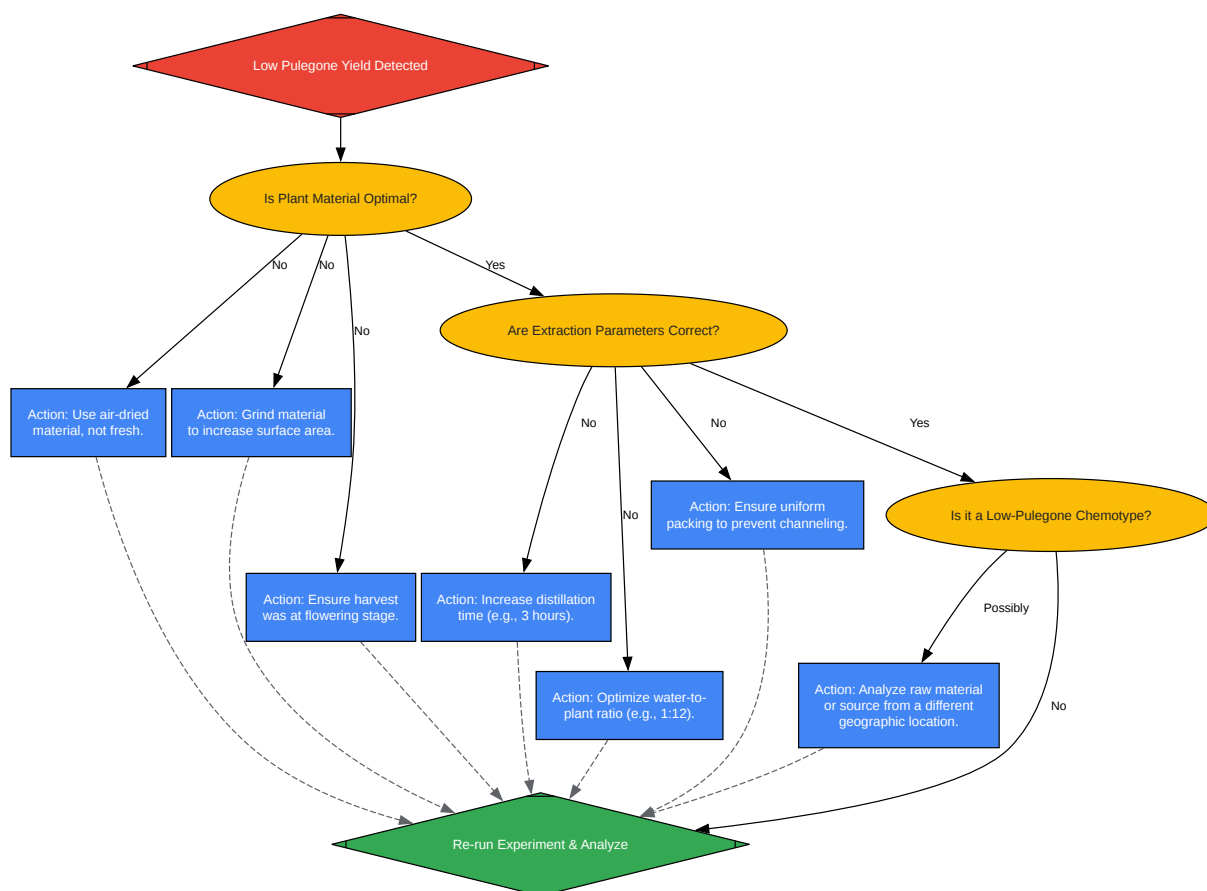 Low Pulegone Yield Detected
Is Plant Material Optimal?
No
No
Yes
No
Are Extraction Parameters Correct?
Action: Use air-dried
material, not fresh.
Action: Grind material
to increase surface area.
No
No
Yes
Action: Ensure uniform
packing to prevent channeling.
No
Is it a Low-Pulegone Chemotype?
Action: Ensure harvest
was at flowering stage.
Action: Increase distillation
time (e.g., 3 hours).
Possibly
Action: Optimize water-to-
plant ratio (e.g., 1:12).
Action: Analyze raw material
or source from a different
geographic location.
No
Re-run Experiment & Analyze